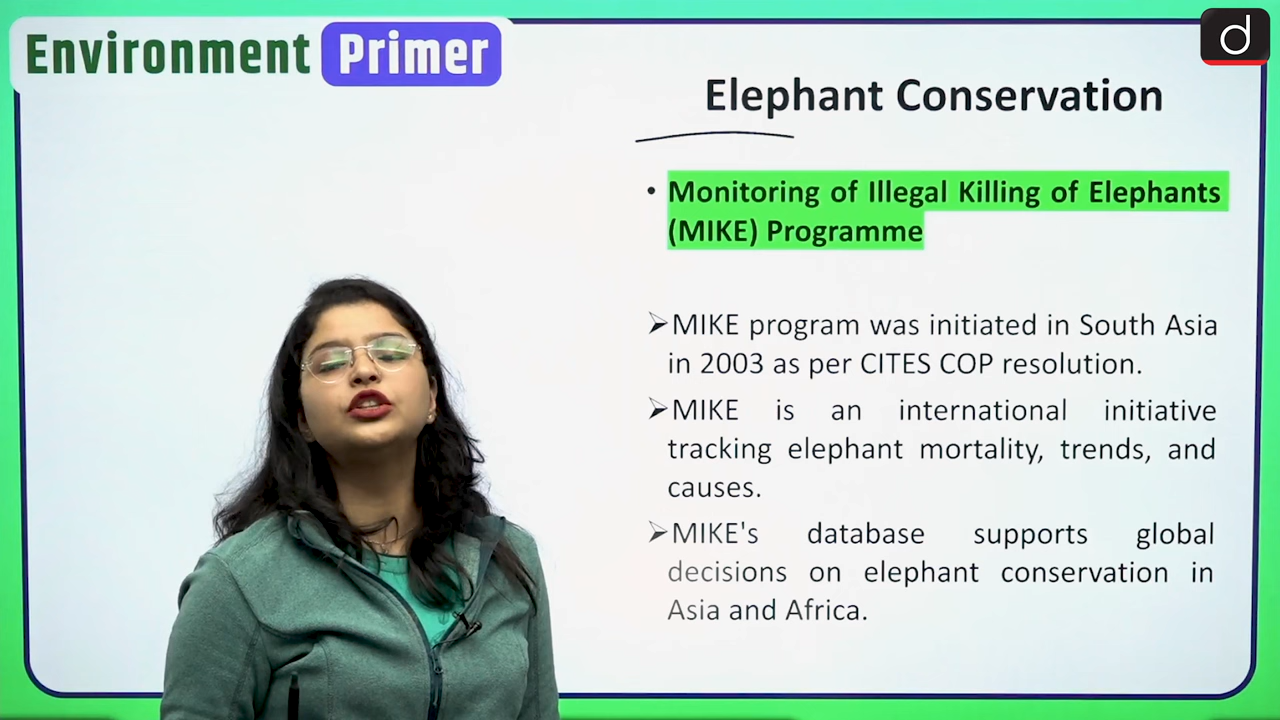 Environment Primer
d
Elephant Conservation
• Monitoring of Illegal Killing of Elephants
(MIKE) Programme
➢MIKE program was initiated in South Asia
in 2003 as per CITES COP resolution.
➢MIKE is an international initiative
tracking elephant mortality, trends, and
causes.
➢MIKE's database supports global
decisions on elephant conservation in
Asia and Africa.